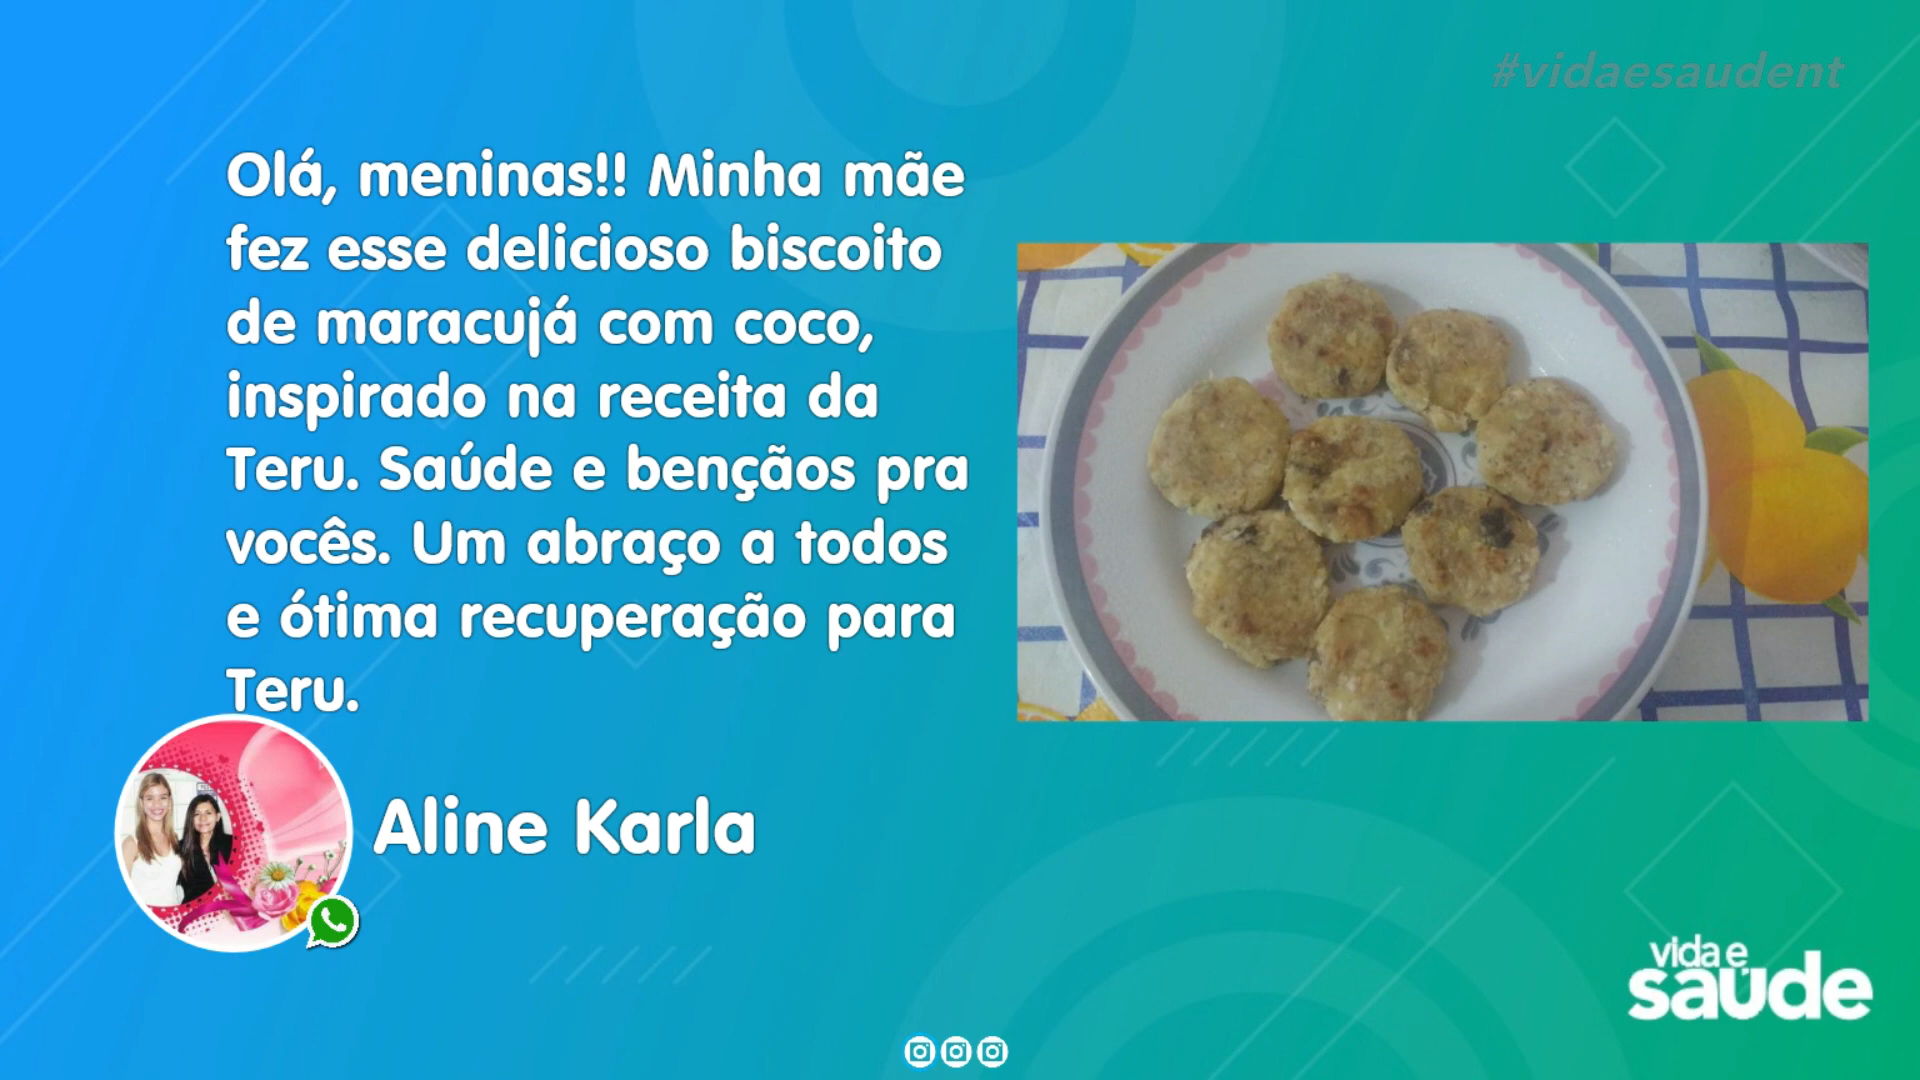 #vidaesaudent
Olá, meninas!! Minha mãe
fez esse delicioso biscoito
de maracujá com coco,
inspirado na receita da
Teru. Saúde e bençãos pra
vocês. Um abraço a todos
e ótima recuperação para
Teru.
Aline Karla
vida e
saúde